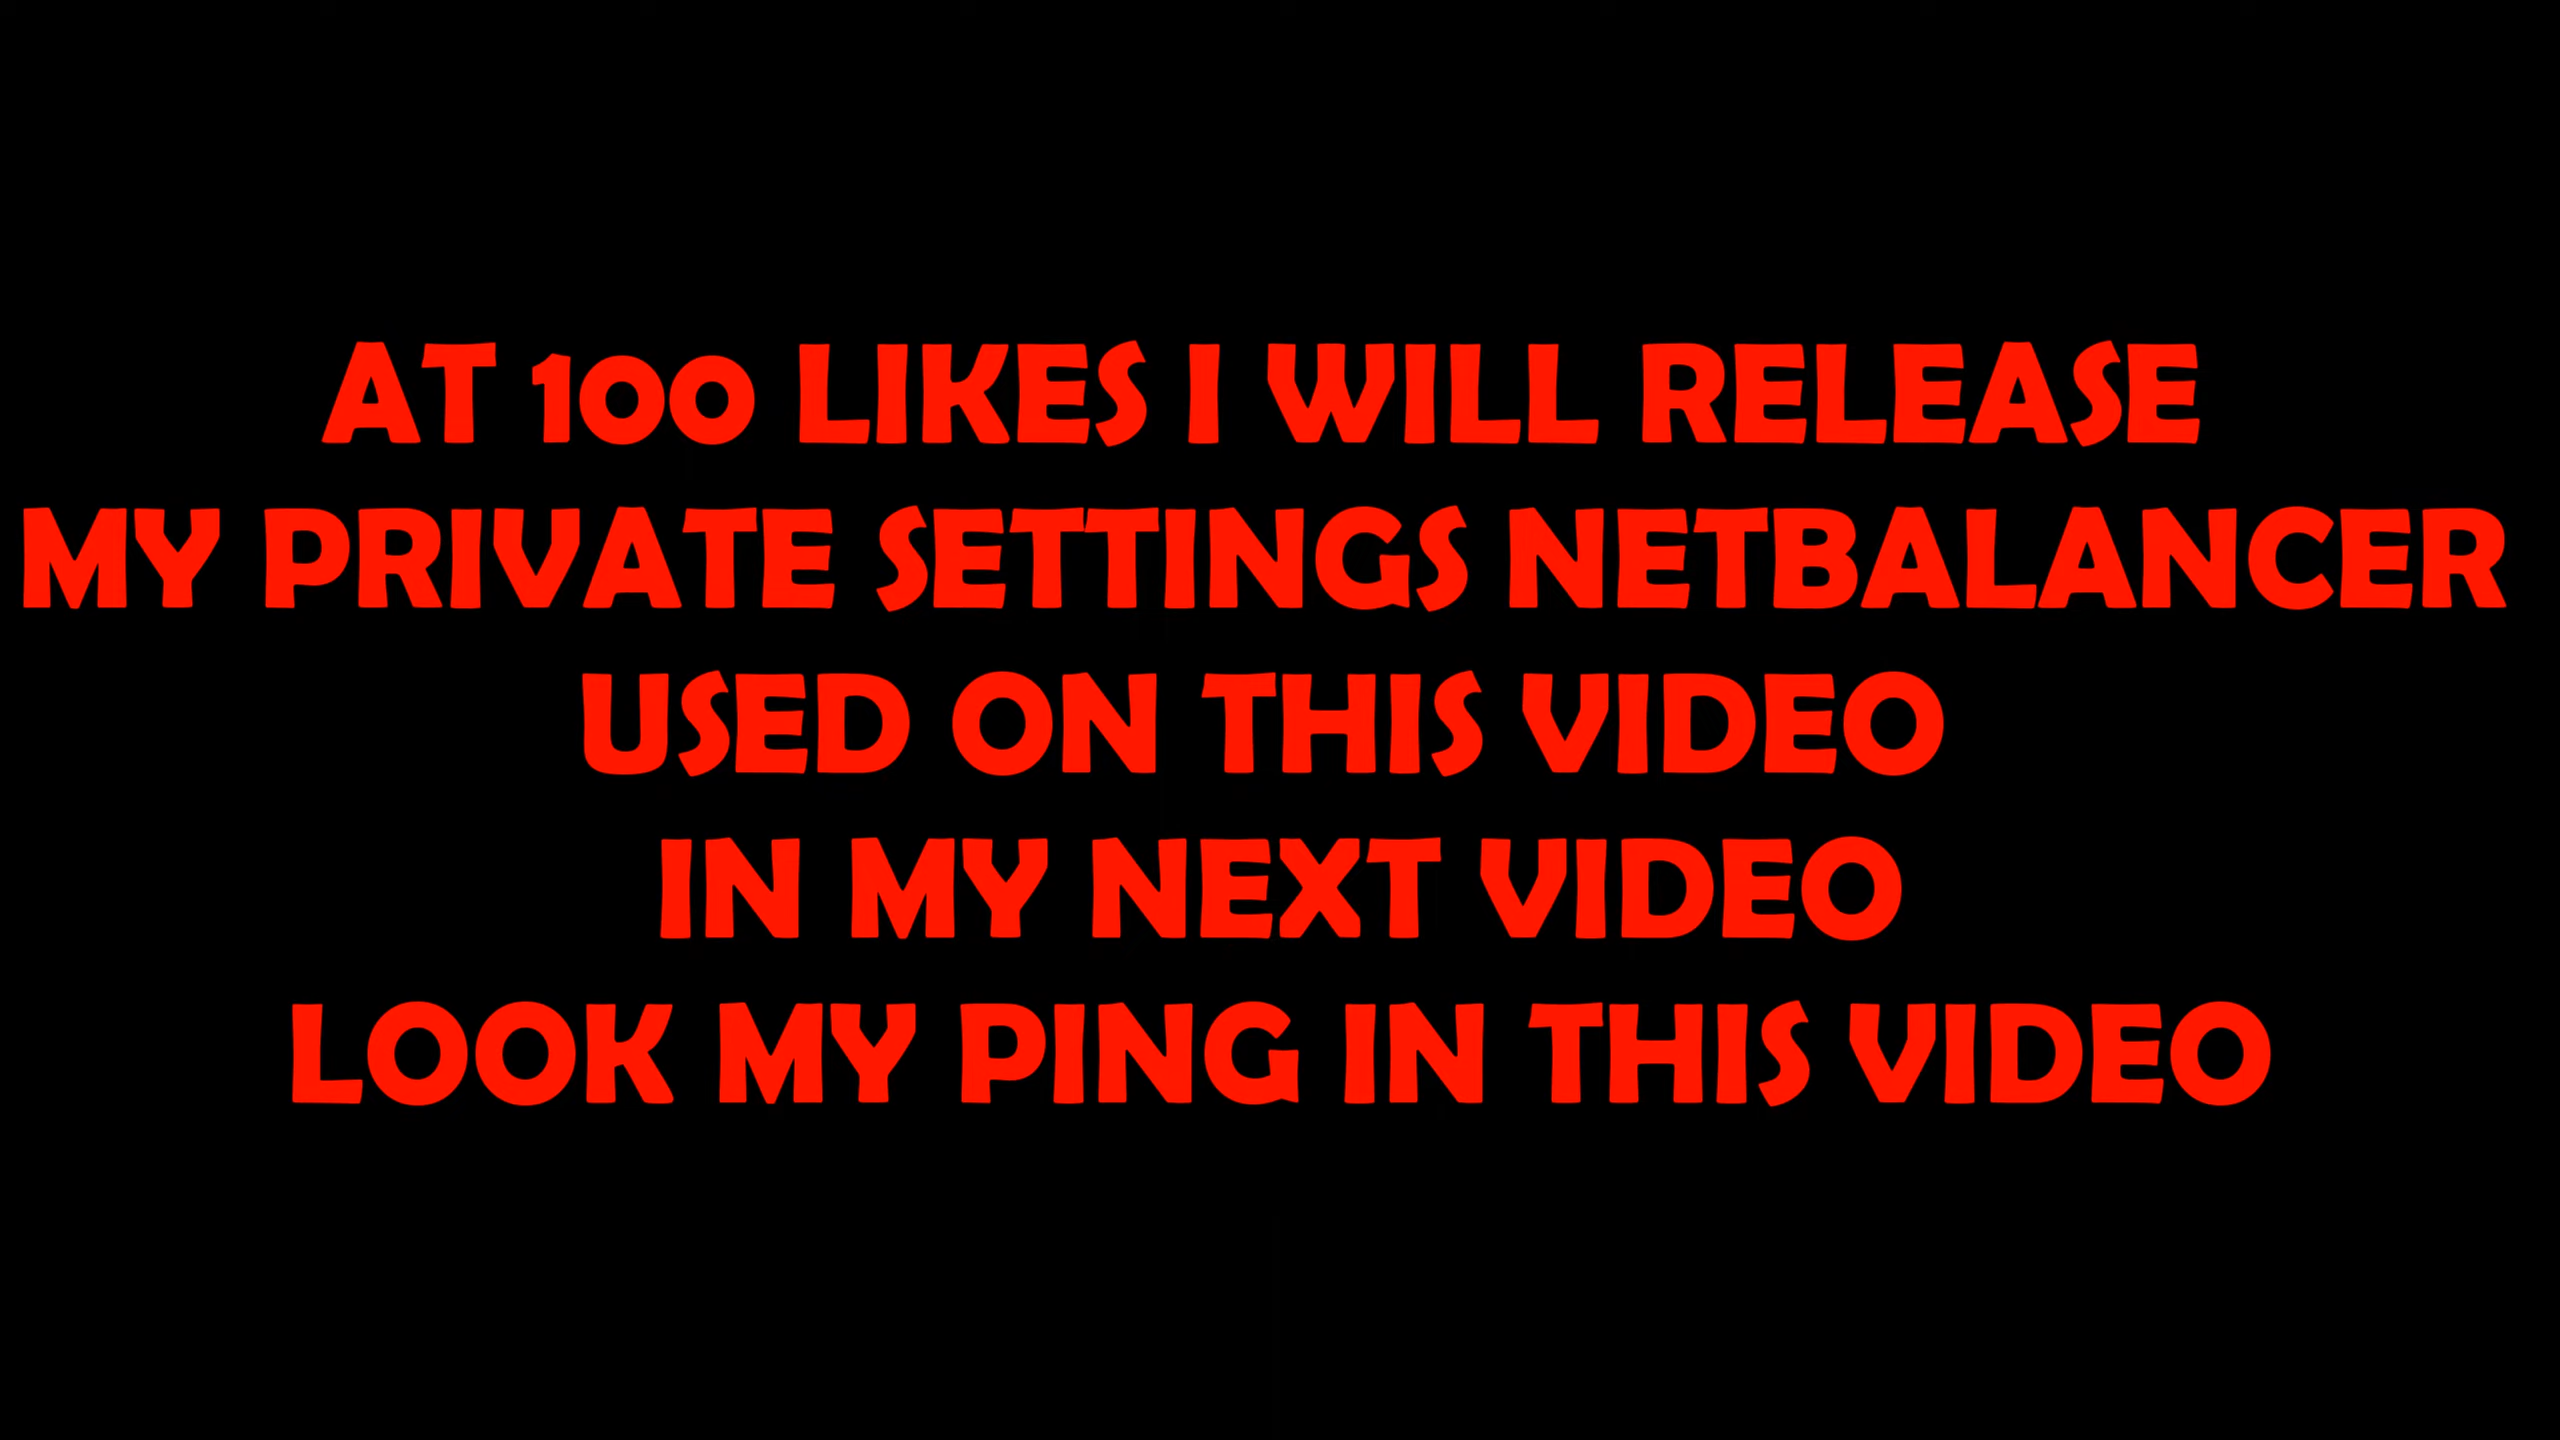 AT 100 LIKES I WILL RELEASE
MY PRIVATE SETTINGS NETBALANCER
USED ON THIS VIDEO
IN MY NEXT VIDEO
LOOK MY PING IN THIS VIDEO